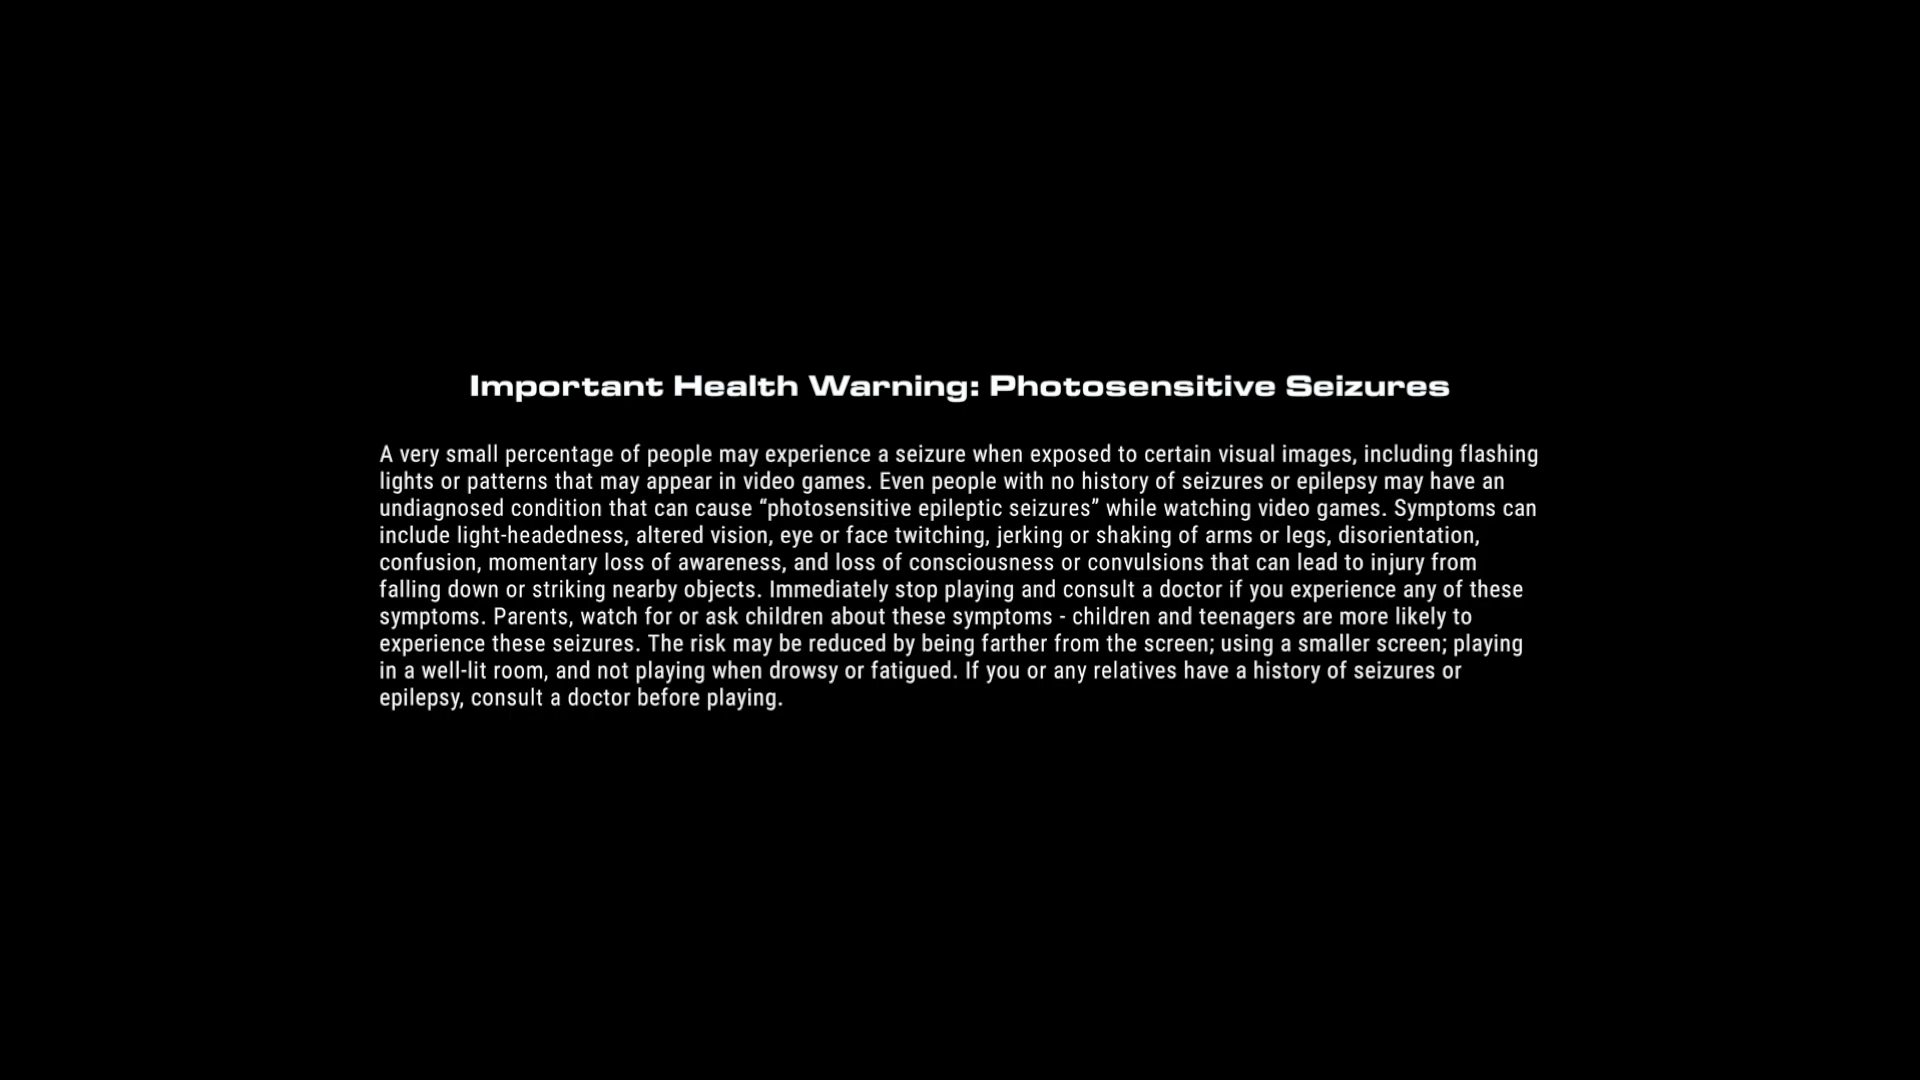 Important Health Warning: Photosensitive Seizures
A very small percentage of people may experience a seizure when exposed to certain visual images, including flashing
lights or patterns that may appear in video games. Even people with no history of seizures or epilepsy may have an
undiagnosed condition that can cause “photosensitive epileptic seizures” while watching video games. Symptoms can
include light-headedness, altered vision, eye or face twitching, jerking or shaking of arms or legs, disorientation,
confusion, momentary loss of awareness, and loss of consciousness or convulsions that can lead to injury from
falling down or striking nearby objects. Immediately stop playing and consult a doctor if you experience any of these
symptoms. Parents, watch for or ask children about these symptoms - children and teenagers are more likely to
experience these seizures. The risk may be reduced by being farther from the screen; using a smaller screen; playing
in a well-lit room, and not playing when drowsy or fatigued. If you or any relatives have a history of seizures or
epilepsy, consult a doctor before playing.